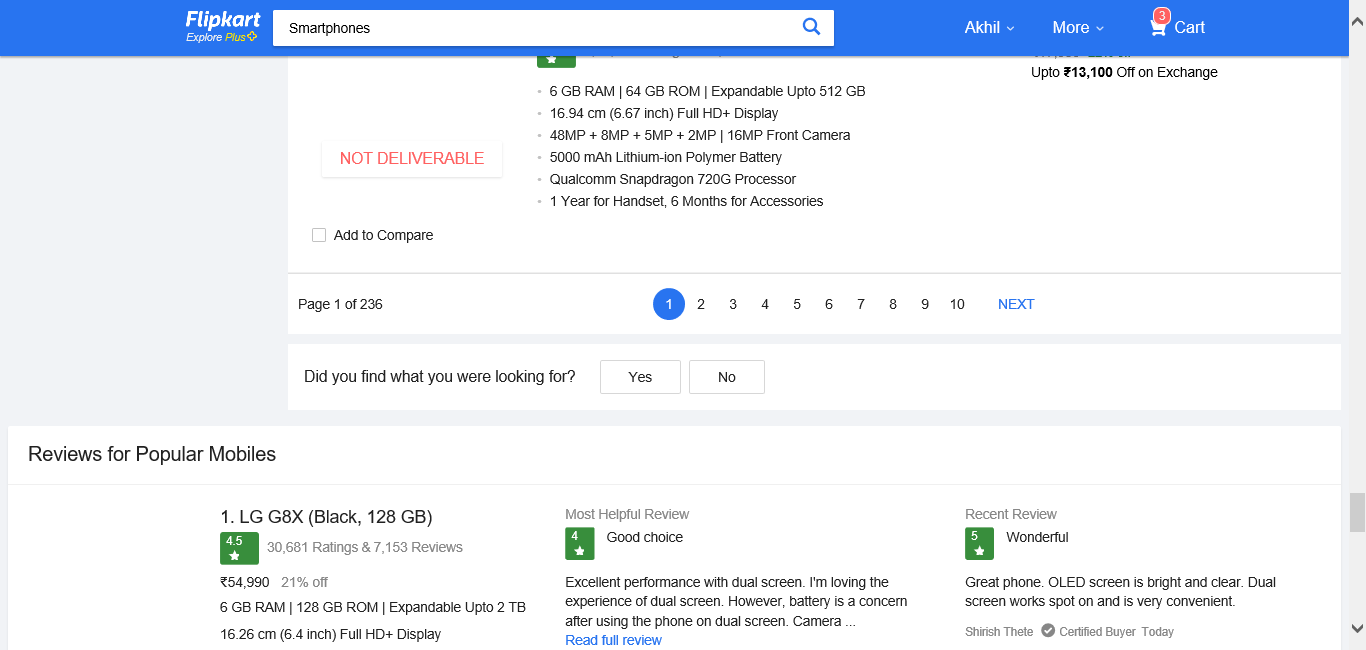 Flipkart
Explore Plus
Smartphones
Akhil
More
3
Cart
Upto ₹13,100 Off on Exchange
6 GB RAM | 64 GB ROM | Expandable Upto 512 GB
16.94 cm (6.67 inch) Full HD+ Display
48MP + 8MP + 5MP + 2MP | 16MP Front Camera
NOT DELIVERABLE
5000 mAh Lithium-ion Polymer Battery
Qualcomm Snapdragon 720G Processor
1 Year for Handset, 6 Months for Accessories
Add to Compare
Page 1 of 236
1 2 3 4 5 6 7 8 9 10 NEXT
Did you find what you were looking for?
Yes
No
Reviews for Popular Mobiles
1. LG G8X (Black, 128 GB)
4.5
30,681 Ratings & 7,153 Reviews
₹54,990 21% off
6 GB RAM | 128 GB ROM | Expandable Upto 2 TB
16.26 cm (6.4 inch) Full HD+ Display
Most Helpful Review
4
Good choice
Excellent performance with dual screen. I'm loving the
experience of dual screen. However, battery is a concern
after using the phone on dual screen. Camera ...
Read full review
Recent Review
5
Wonderful
Great phone. OLED screen is bright and clear. Dual
screen works spot on and is very convenient.
Shirish Thete Certified Buyer Today